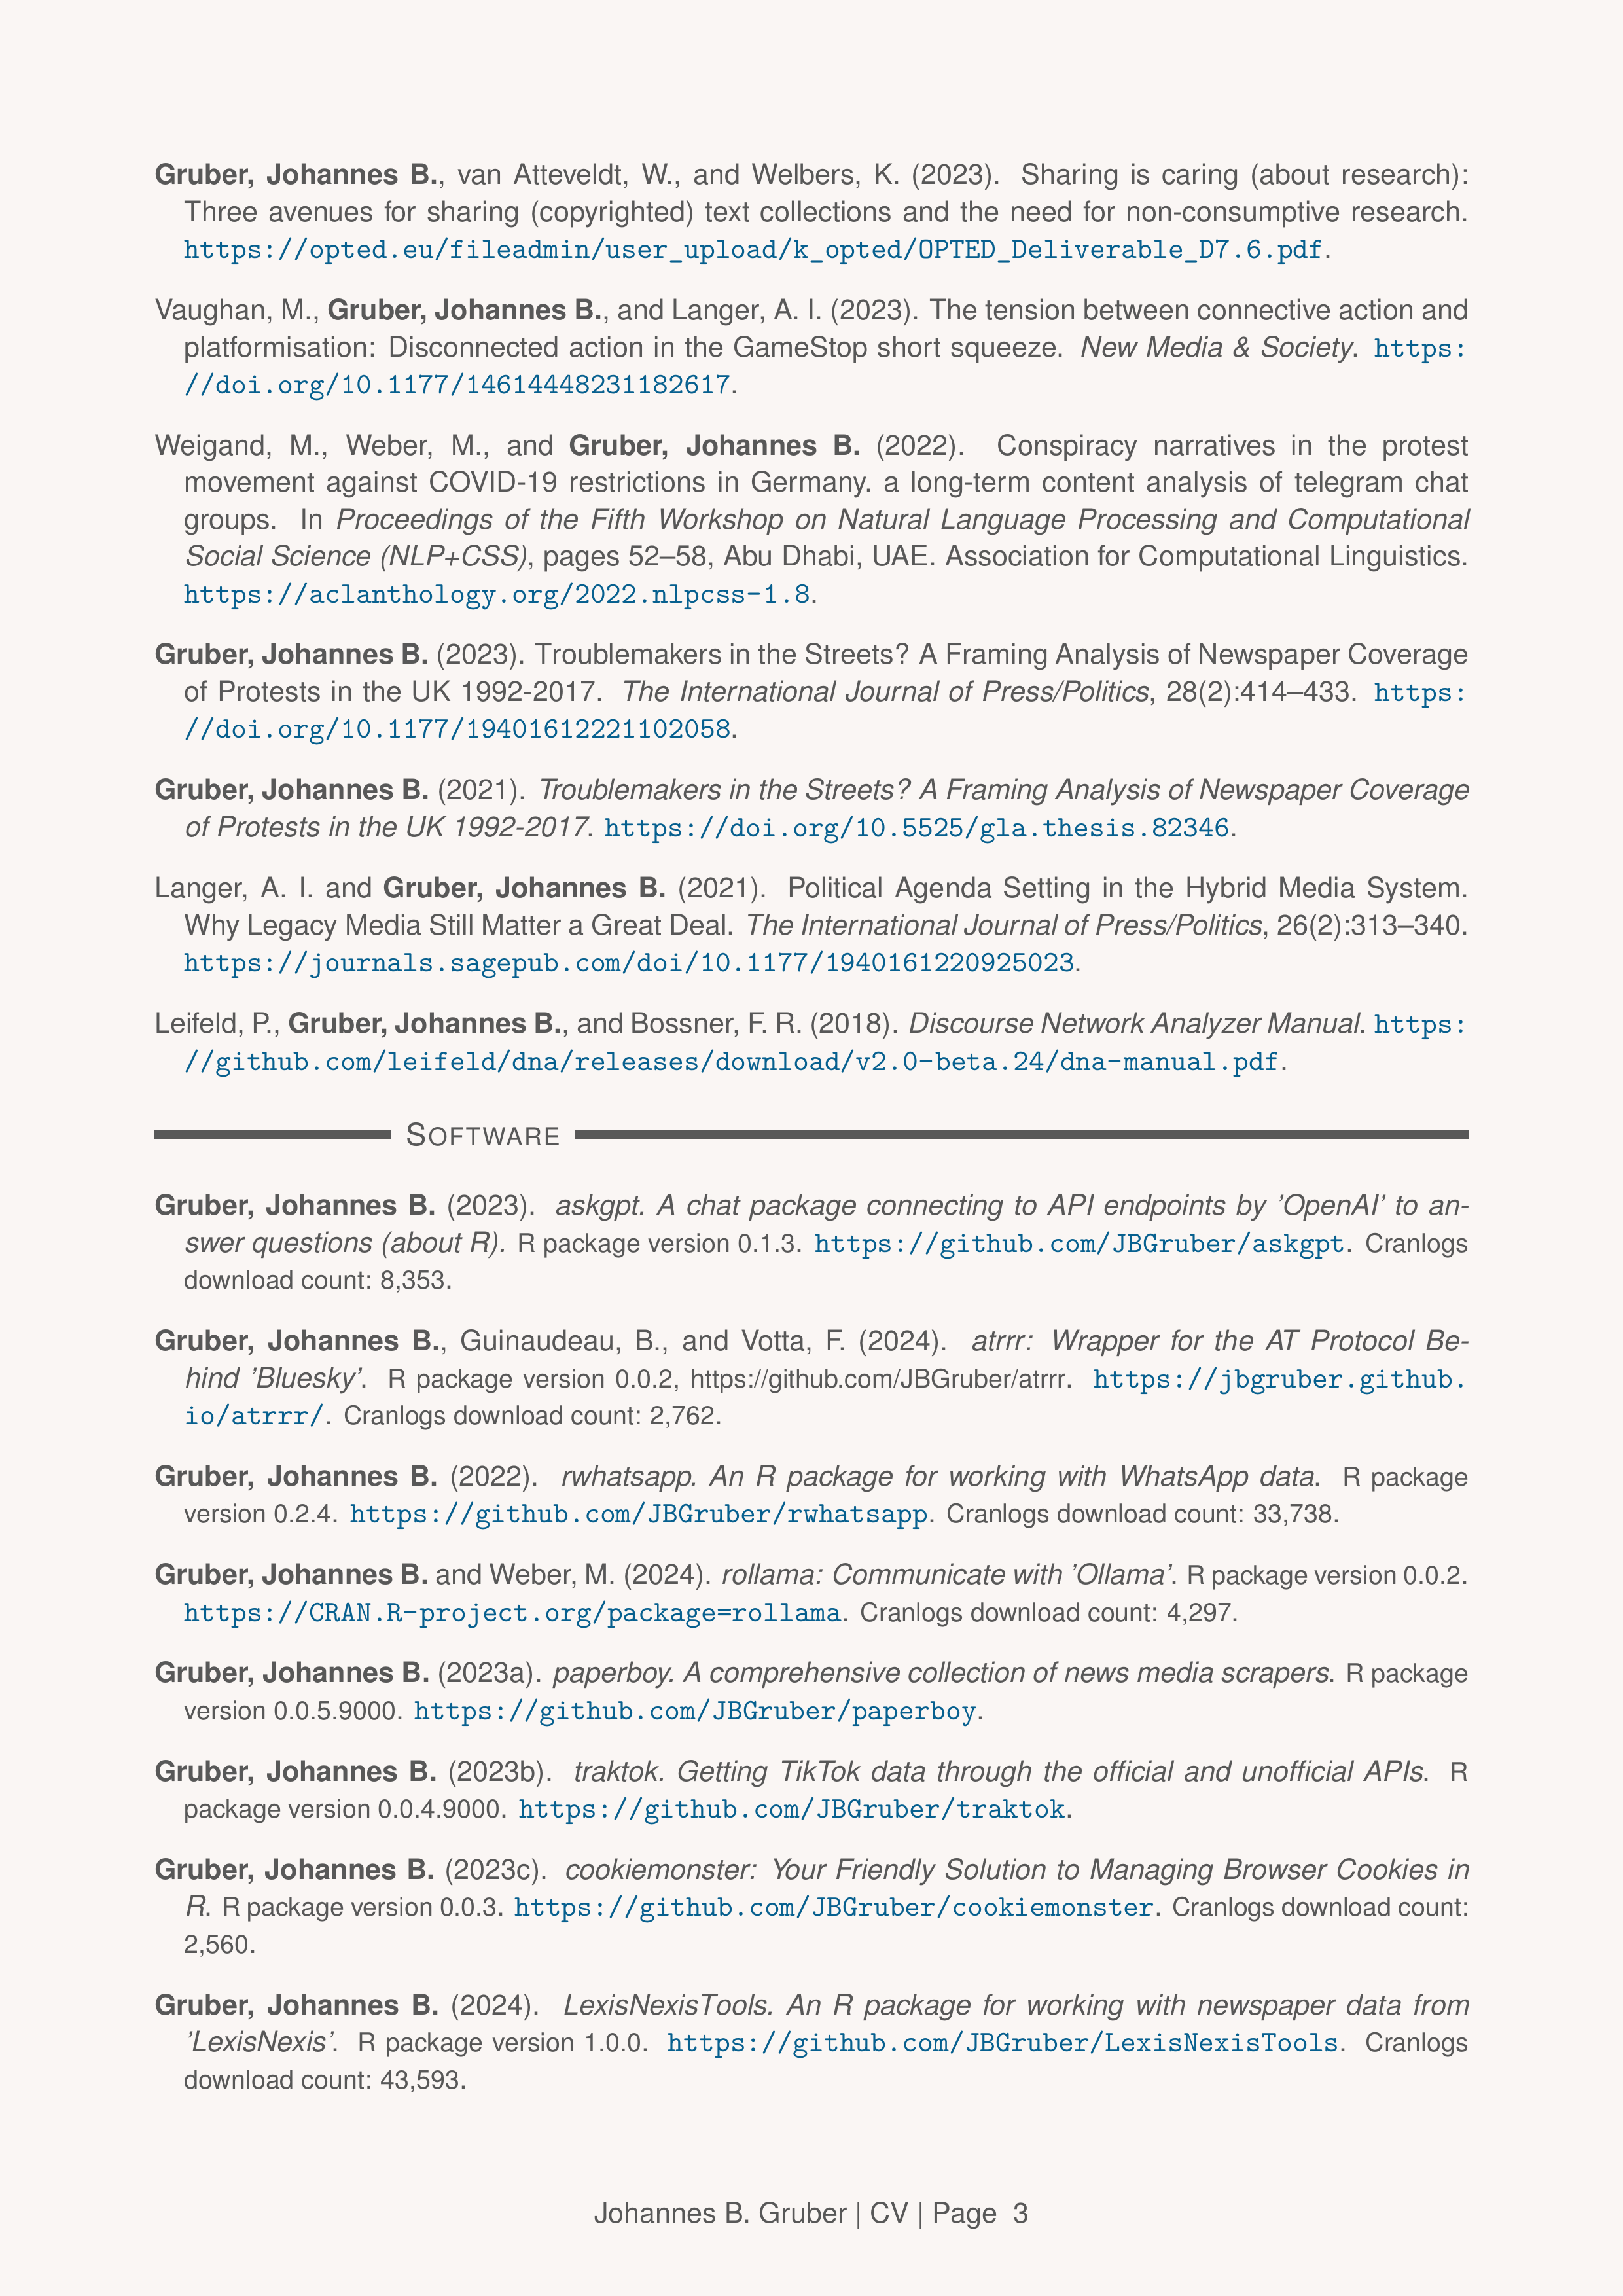 Gruber, Johannes B., van Atteveldt, W., and Welbers, K. (2023). Sharing is caring (about research):
Three avenues for sharing (copyrighted) text collections and the need for non-consumptive research.
https://opted.eu/fileadmin/user_upload/k_opted/OPTED_Deliverable_D7.6.pdf.
Vaughan, M., Gruber, Johannes B., and Langer, A. I. (2023). The tension between connective action and
platformisation: Disconnected action in the GameStop short squeeze. New Media & Society. https:
//doi.org/10.1177/14614448231182617.
Weigand, M., Weber, M., and Gruber, Johannes B. (2022). Conspiracy narratives in the protest
movement against COVID-19 restrictions in Germany. a long-term content analysis of telegram chat
groups. In Proceedings of the Fifth Workshop on Natural Language Processing and Computational
Social Science (NLP+CSS), pages 52–58, Abu Dhabi, UAE. Association for Computational Linguistics.
https://aclanthology.org/2022.nlpcss-1.8.
Gruber, Johannes B. (2023). Troublemakers in the Streets? A Framing Analysis of Newspaper Coverage
of Protests in the UK 1992-2017. The International Journal of Press/Politics, 28(2):414–433. https:
//doi.org/10.1177/19401612221102058.
Gruber, Johannes B. (2021). Troublemakers in the Streets? A Framing Analysis of Newspaper Coverage
of Protests in the UK 1992-2017. https://doi.org/10.5525/gla.thesis.82346.
Langer, A. I. and Gruber, Johannes B. (2021). Political Agenda Setting in the Hybrid Media System.
Why Legacy Media Still Matter a Great Deal. The International Journal of Press/Politics, 26(2):313–340.
https://journals.sagepub.com/doi/10.1177/1940161220925023.
Leifeld, P., Gruber, Johannes B., and Bossner, F. R. (2018). Discourse Network Analyzer Manual. https:
//github.com/leifeld/dna/releases/download/v2.0-beta.24/dna-manual.pdf.
SOFTWARE
Gruber, Johannes B. (2023). askgpt. A chat package connecting to API endpoints by ’OpenAI’ to an-
swer questions (about R). R package version 0.1.3. https://github.com/JBGruber/askgpt. Cranlogs
download count: 8,353.
Gruber, Johannes B., Guinaudeau, B., and Votta, F. (2024). atrrr: Wrapper for the AT Protocol Be-
hind ’Bluesky’. R package version 0.0.2, https://github.com/JBGruber/atrrr. https://jbgruber.github.
io/atrrr/. Cranlogs download count: 2,762.
Gruber, Johannes B. (2022). rwhatsapp. An R package for working with WhatsApp data. R package
version 0.2.4. https://github.com/JBGruber/rwhatsapp. Cranlogs download count: 33,738.
Gruber, Johannes B. and Weber, M. (2024). rollama: Communicate with ’Ollama’. R package version 0.0.2.
https://CRAN.R-project.org/package=rollama. Cranlogs download count: 4,297.
Gruber, Johannes B. (2023a). paperboy. A comprehensive collection of news media scrapers. R package
version 0.0.5.9000. https://github.com/JBGruber/paperboy.
Gruber, Johannes B. (2023b). traktok. Getting TikTok data through the official and unofficial APIs. R
package version 0.0.4.9000. https://github.com/JBGruber/traktok.
Gruber, Johannes B. (2023c). cookiemonster: Your Friendly Solution to Managing Browser Cookies in
R. R package version 0.0.3. https://github.com/JBGruber/cookiemonster. Cranlogs download count:
2,560.
Gruber, Johannes B. (2024). LexisNexisTools. An R package for working with newspaper data from
’LexisNexis’. R package version 1.0.0. https://github.com/JBGruber/LexisNexisTools. Cranlogs
download count: 43,593.
Johannes B. Gruber | CV | Page 3